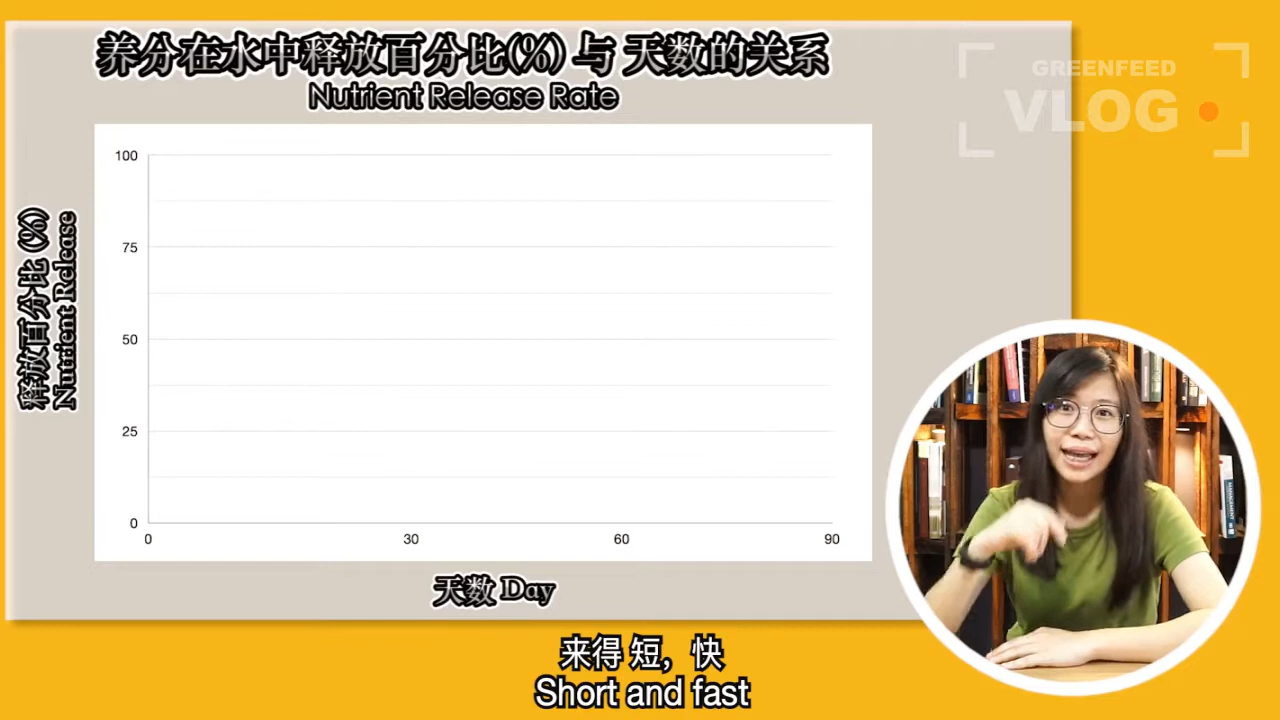 养分在水中释放百分比(%) 与 天数的关系
Nutrient Release Rate
GREENFEED
VLOG
释放百分比 (%)
Nutrient Release
100
75
50
25
0
0 30 60 90
天数 Day
MANAGEMENT
来得 短，快
Short and fast